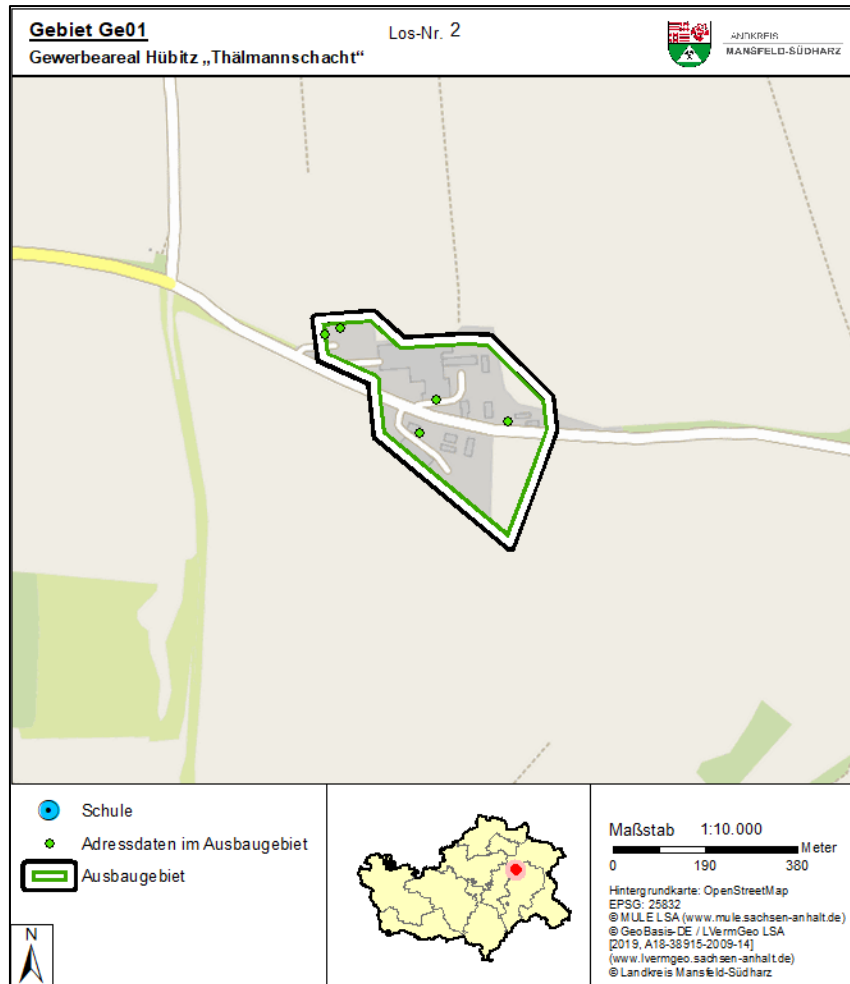 Gebiet Ge01
Los-Nr. 2
Gewerbeareal Hübitz „Thälmannschacht“
ANDKREIS
MANSFELD-SÜDHARZ
Schule
Adressdaten im Ausbaugebiet
Ausbaugebiet
N
Maßstab 1:10.000
Meter
0 190 380
Hintergrundkarte: OpenStreetMap
EPSG: 25832
© MULE LSA (www.mule.sachsen-anhalt.de)
© GeoBasis-DE / LVermGeo LSA
[2019, A18-38915-2009-14]
(www.lvermgeo.sachsen-anhalt.de)
© Landkreis Mansfeld-Südharz